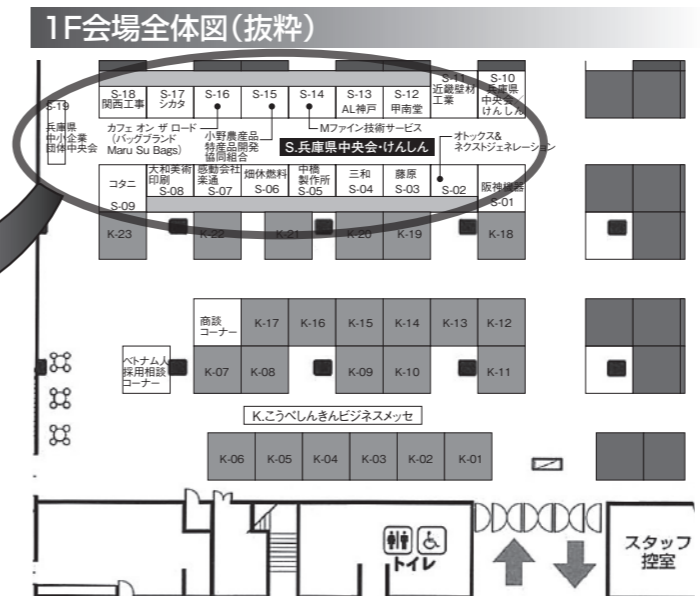 1F会場全体図(抜粋)
S-19
兵庫県
中小企業
団体中央会
S-18
関西工事
S-17
シカタ
S-16
S-15
S-14
S-13
AL神戸
S-12
甲南堂
S-11
近畿壁材
工業
S-10
兵庫県
中央会/
けんしん
カフェ オン ザ ロード
(バッグブランド
Maru Su Bags)
小野農産品
特産品開発
協同組合
Mファイン技術サービス
S.兵庫県中央会・けんしん
オトックス&
ネクストジェネレーション
コタニ
S-09
大和美術
印刷
S-08
感動会社
楽通
S-07
畑休燃料
S-06
中橋
製作所
S-05
三和
S-04
藤原
S-03
S-02
阪神機器
S-01
K-23
K-22
K-21
K-20
K-19
K-18
商談
コーナー
K-17
K-16
K-15
K-14
K-13
K-12
ベトナム人
採用相談
コーナー
K-07
K-08
K-09
K-10
K-11
K.こうべしんきんビジネスメッセ
K-06
K-05
K-04
K-03
K-02
K-01
トイレ
スタッフ
控室